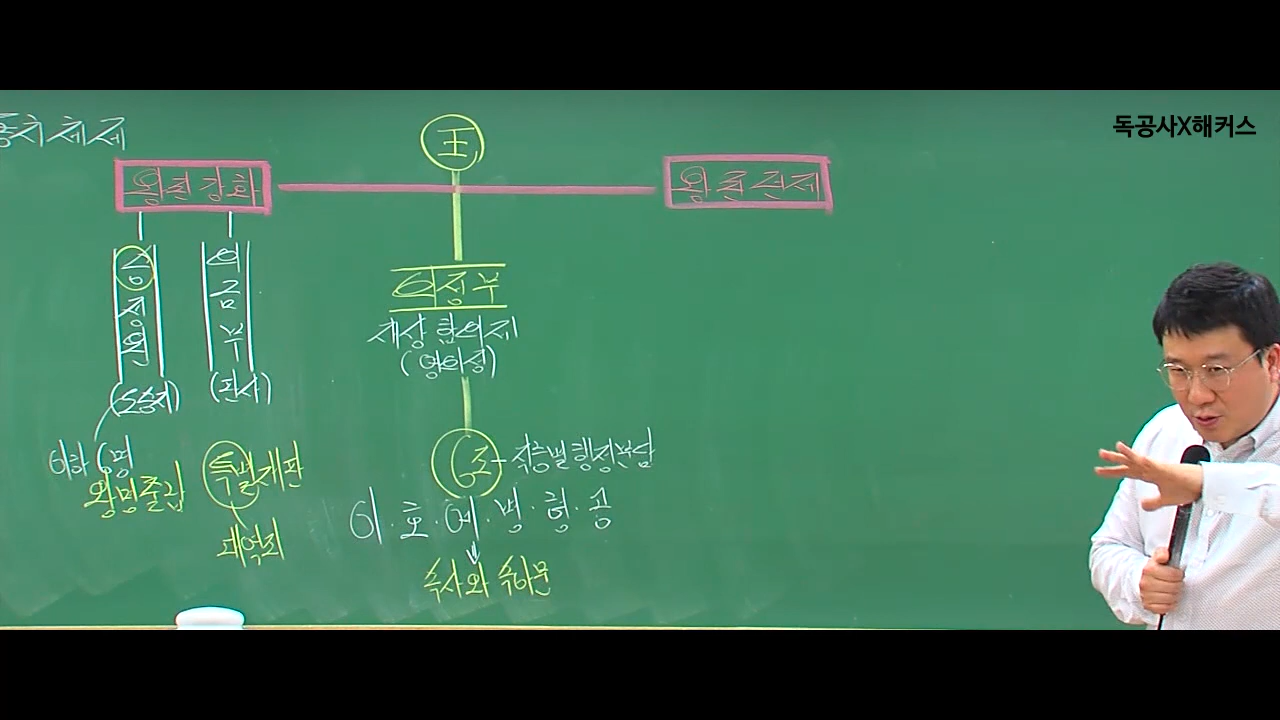 통치체제
독공사X해커스
王
왕권강화
왕권견제
승정원
의금부
의정부
재상 합의제
(영의정)
(도승지)
(판사)
이하 6명
왕명출납
특별재판
대역죄
6조 - 직능별 행정분담
이·호·예·병·형·공
속사와 속아문